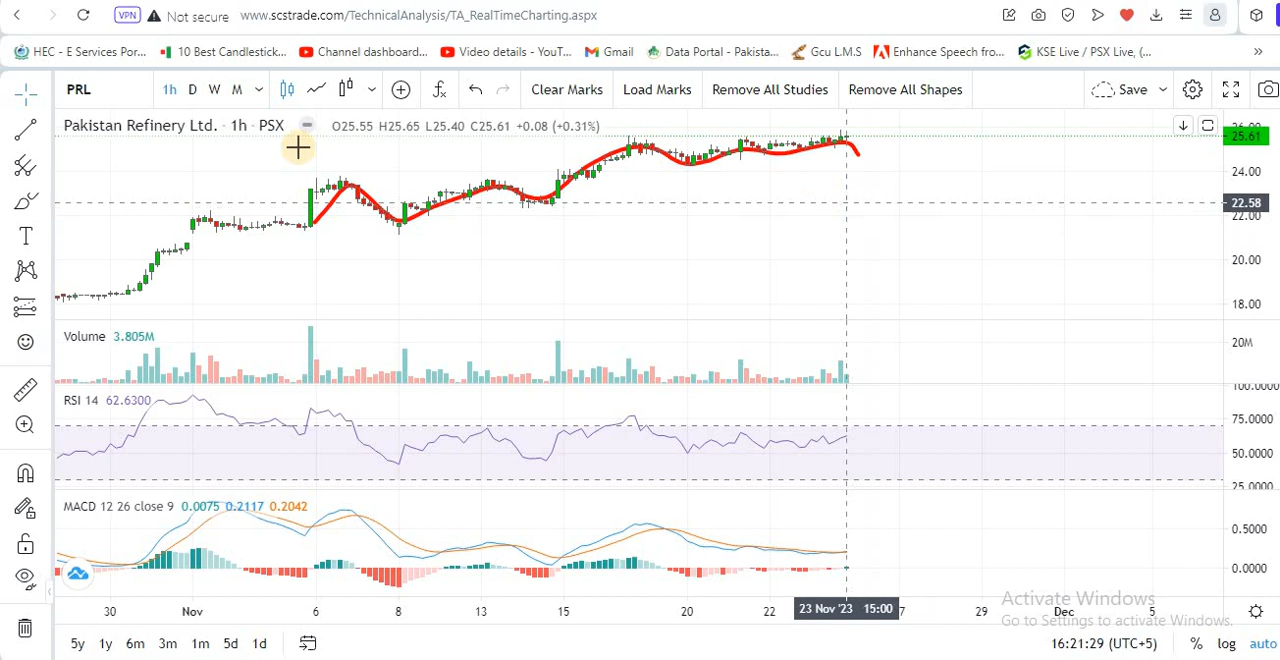 VPN Not secure www.scstrade.com/TechnicalAnalysis/TA_RealTimeCharting.aspx
HEC - E Services Por... 10 Best Candlestick... Channel dashboard... Video details - YouT... Gmail Data Portal - Pakista... Gcu L.M.S Enhance Speech fro... KSE Live / PSX Live, (... »
PRL 1h D W M Clear Marks Load Marks Remove All Studies Remove All Shapes Save
Pakistan Refinery Ltd. · 1h · PSX O25.55 H25.65 L25.40 C25.61 +0.08 (+0.31%)
26.00
25.61
24.00
22.58
22.00
20.00
18.00
Volume 3.805M
20M
RSI 14 62.6300
100.0000
75.0000
50.0000
25.0000
MACD 12 26 close 9 0.0075 0.2117 0.2042
0.5000
0.0000
30 Nov 6 8 13 15 20 22 23 Nov '23 15:00 7 29 Dec 5
Activate Windows
Go to Settings to activate Windows.
5y 1y 6m 3m 1m 5d 1d 16:21:29 (UTC+5) % log auto